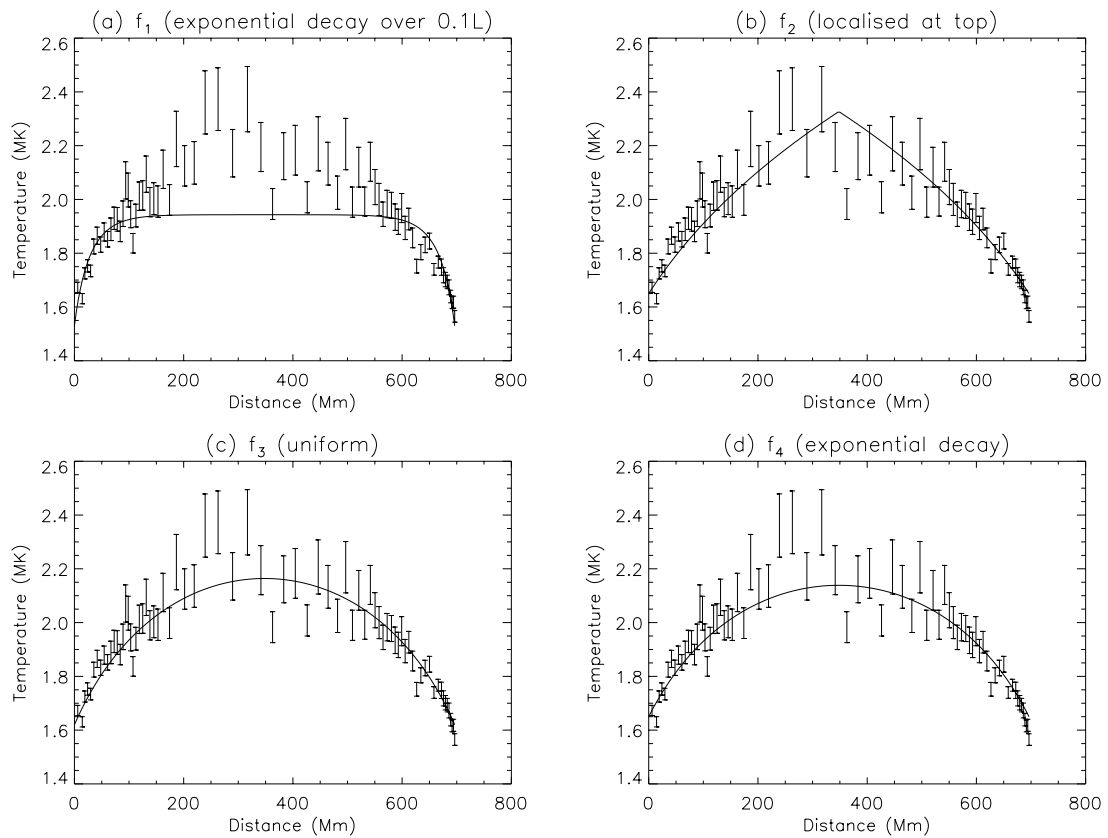 (a) f1 (exponential decay over 0.1L)
2.6
2.4
2.2
2.0
1.8
1.6
1.4
Temperature (MK)
0 200 400 600 800
Distance (Mm)
(b) f2 (localised at top)
2.6
2.4
2.2
2.0
1.8
1.6
1.4
Temperature (MK)
0 200 400 600 800
Distance (Mm)
(c) f3 (uniform)
2.6
2.4
2.2
2.0
1.8
1.6
1.4
Temperature (MK)
0 200 400 600 800
Distance (Mm)
(d) f4 (exponential decay)
2.6
2.4
2.2
2.0
1.8
1.6
1.4
Temperature (MK)
0 200 400 600 800
Distance (Mm)